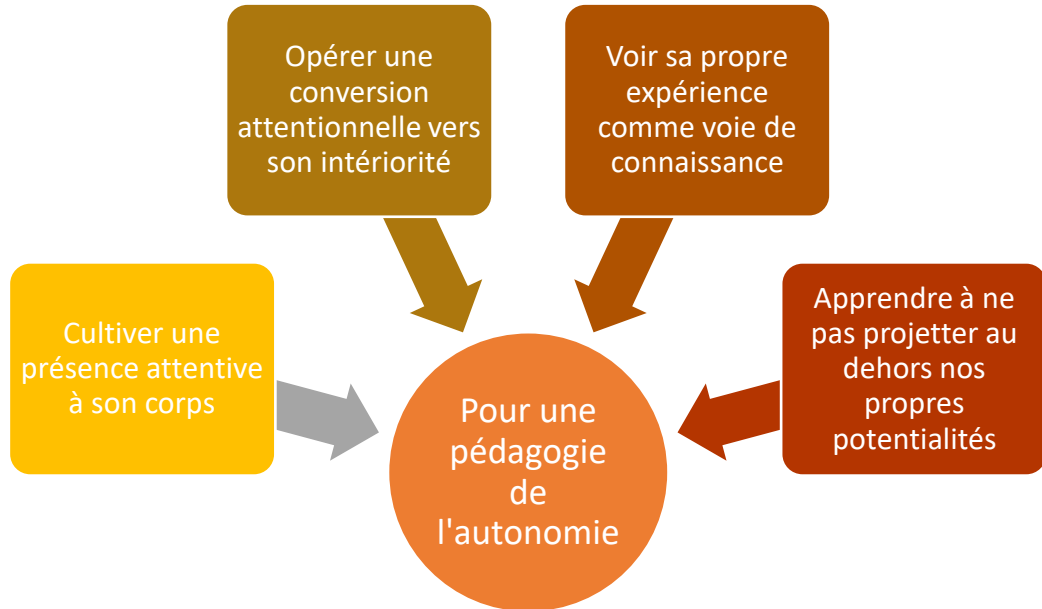 Opérer une
conversion
attentionnelle vers
son intériorité
Voir sa propre
expérience
comme voie de
connaissance
Cultiver une
présence attentive
à son corps
Apprendre à ne
pas projetter au
dehors nos
propres
potentialités
Pour une
pédagogie
de
l'autonomie